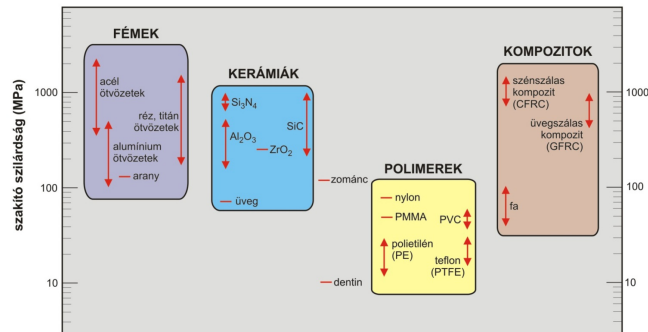 FÉMEK
KERÁMIÁK
POLIMEREK
KOMPOZITOK
szakító szilárdság (MPa)
1000
100
10
acél
ötvözetek
réz, titán
ötvözetek
alumínium
ötvözetek
arany
Si₃N₄
Al₂O₃
SiC
ZrO₂
üveg
zománc
dentin
nylon
PMMA
PVC
polietilén
(PE)
teflon
(PTFE)
szénszálas
kompozit
(CFRC)
üvegszálas
kompozit
(GFRC)
fa
1000
100
10